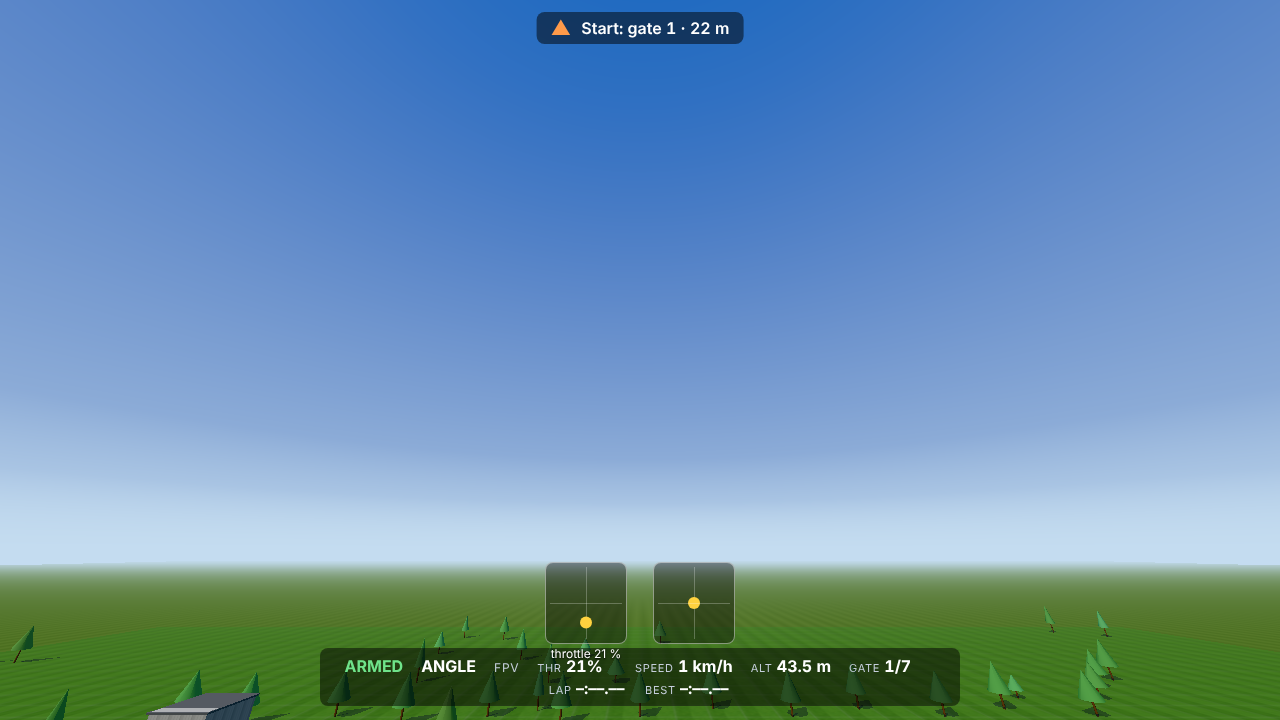 Start: gate 1 · 22 m
throttle 21 %
ARMED ANGLE FPV THR 21% SPEED 1 km/h ALT 43.5 m GATE 1/7
LAP –:––.–– BEST –:––.––